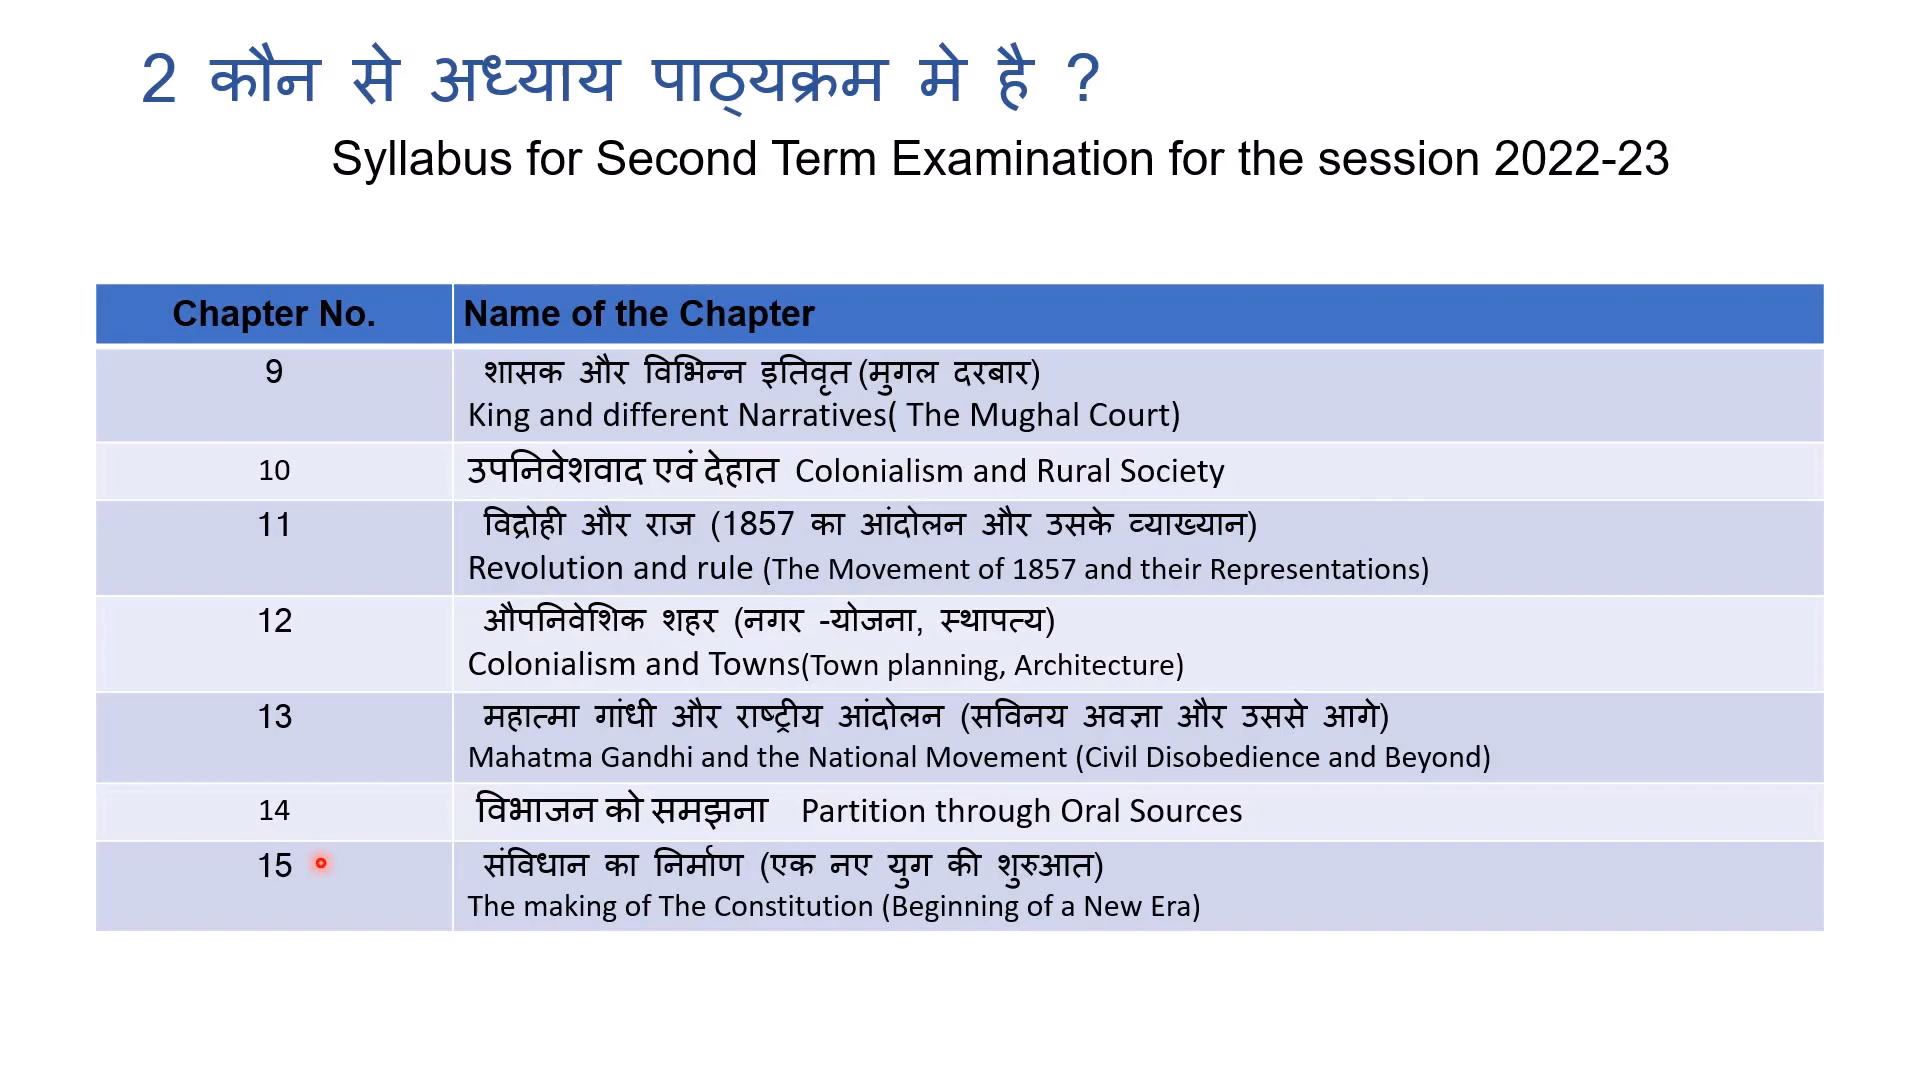 2 कौन से अध्याय पाठ्यक्रम मे है ?
Syllabus for Second Term Examination for the session 2022-23
Chapter No. Name of the Chapter
9 शासक और विभिन्न इतिवृत (मुगल दरबार)
King and different Narratives( The Mughal Court)
10 उपनिवेशवाद एवं देहात Colonialism and Rural Society
11 विद्रोही और राज (1857 का आंदोलन और उसके व्याख्यान)
Revolution and rule (The Movement of 1857 and their Representations)
12 औपनिवेशिक शहर (नगर -योजना, स्थापत्य)
Colonialism and Towns(Town planning, Architecture)
13 महात्मा गांधी और राष्ट्रीय आंदोलन (सविनय अवज्ञा और उससे आगे)
Mahatma Gandhi and the National Movement (Civil Disobedience and Beyond)
14 विभाजन को समझना Partition through Oral Sources
15 संविधान का निर्माण (एक नए युग की शुरुआत)
The making of The Constitution (Beginning of a New Era)